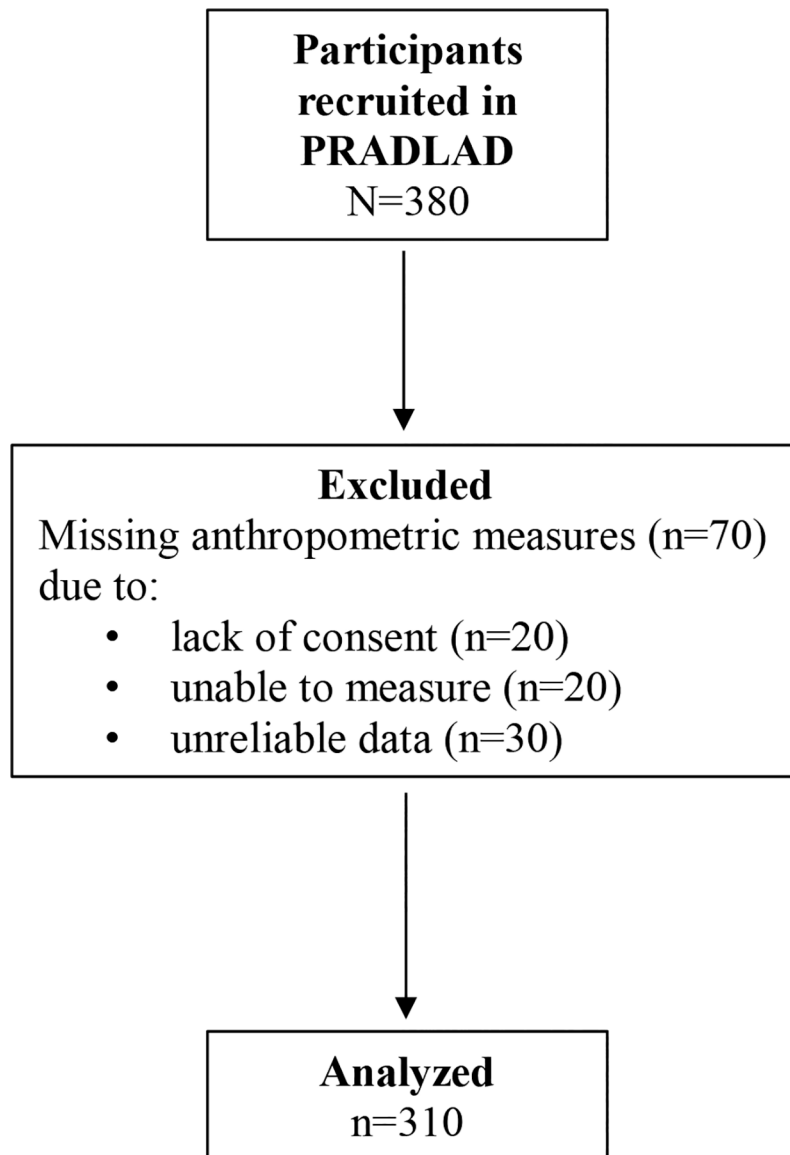 Participants
recruited in
PRADLAD
N=380
Excluded
Missing anthropometric measures (n=70)
due to:
• lack of consent (n=20)
• unable to measure (n=20)
• unreliable data (n=30)
Analyzed
n=310